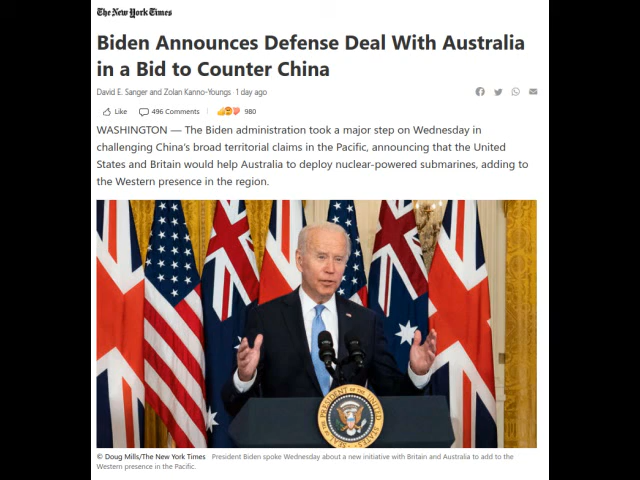 The New York Times
Biden Announces Defense Deal With Australia
in a Bid to Counter China
David E. Sanger and Zolan Kanno-Youngs 1 day ago
Like 496 Comments | 980
WASHINGTON — The Biden administration took a major step on Wednesday in
challenging China's broad territorial claims in the Pacific, announcing that the United
States and Britain would help Australia to deploy nuclear-powered submarines, adding to
the Western presence in the region.
© Doug Mills/The New York Times President Biden spoke Wednesday about a new initiative with Britain and Australia to add to the
Western presence in the Pacific.